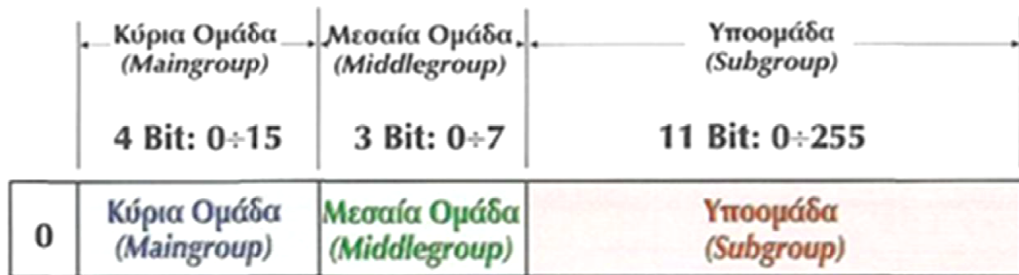 Κύρια Ομάδα
(Maingroup)
Μεσαία Ομάδα
(Middlegroup)
Υποομάδα
(Subgroup)
4 Bit: 0÷15
3 Bit: 0÷7
11 Bit: 0÷255
0
Κύρια Ομάδα
(Maingroup)
Μεσαία Ομάδα
(Middlegroup)
Υποομάδα
(Subgroup)